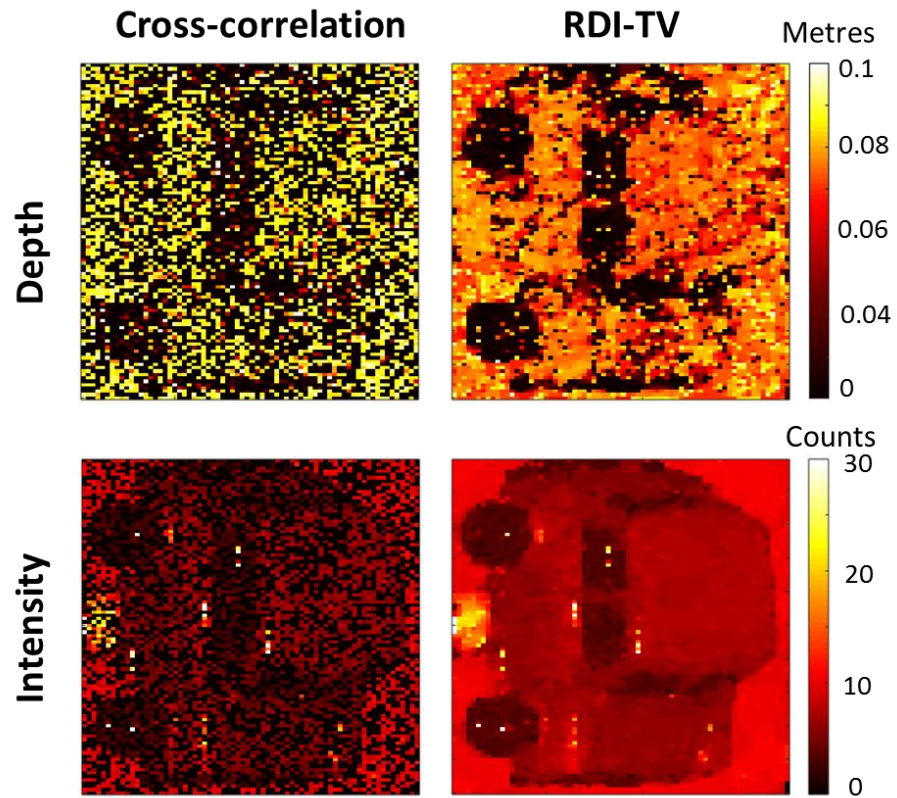 Cross-correlation RDI-TV
Metres
Depth
0.1
0.08
0.06
0.04
0
Counts
Intensity
30
20
10
0